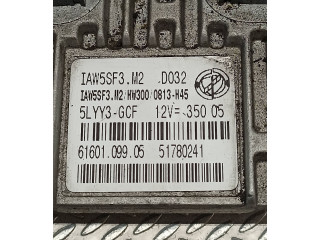 IAW5SF3.M2 .D032
IAW5SF3.M2/HW300/0813-H45
5LYY3-GCF 12V= 350 05
61601.099.05 51780241